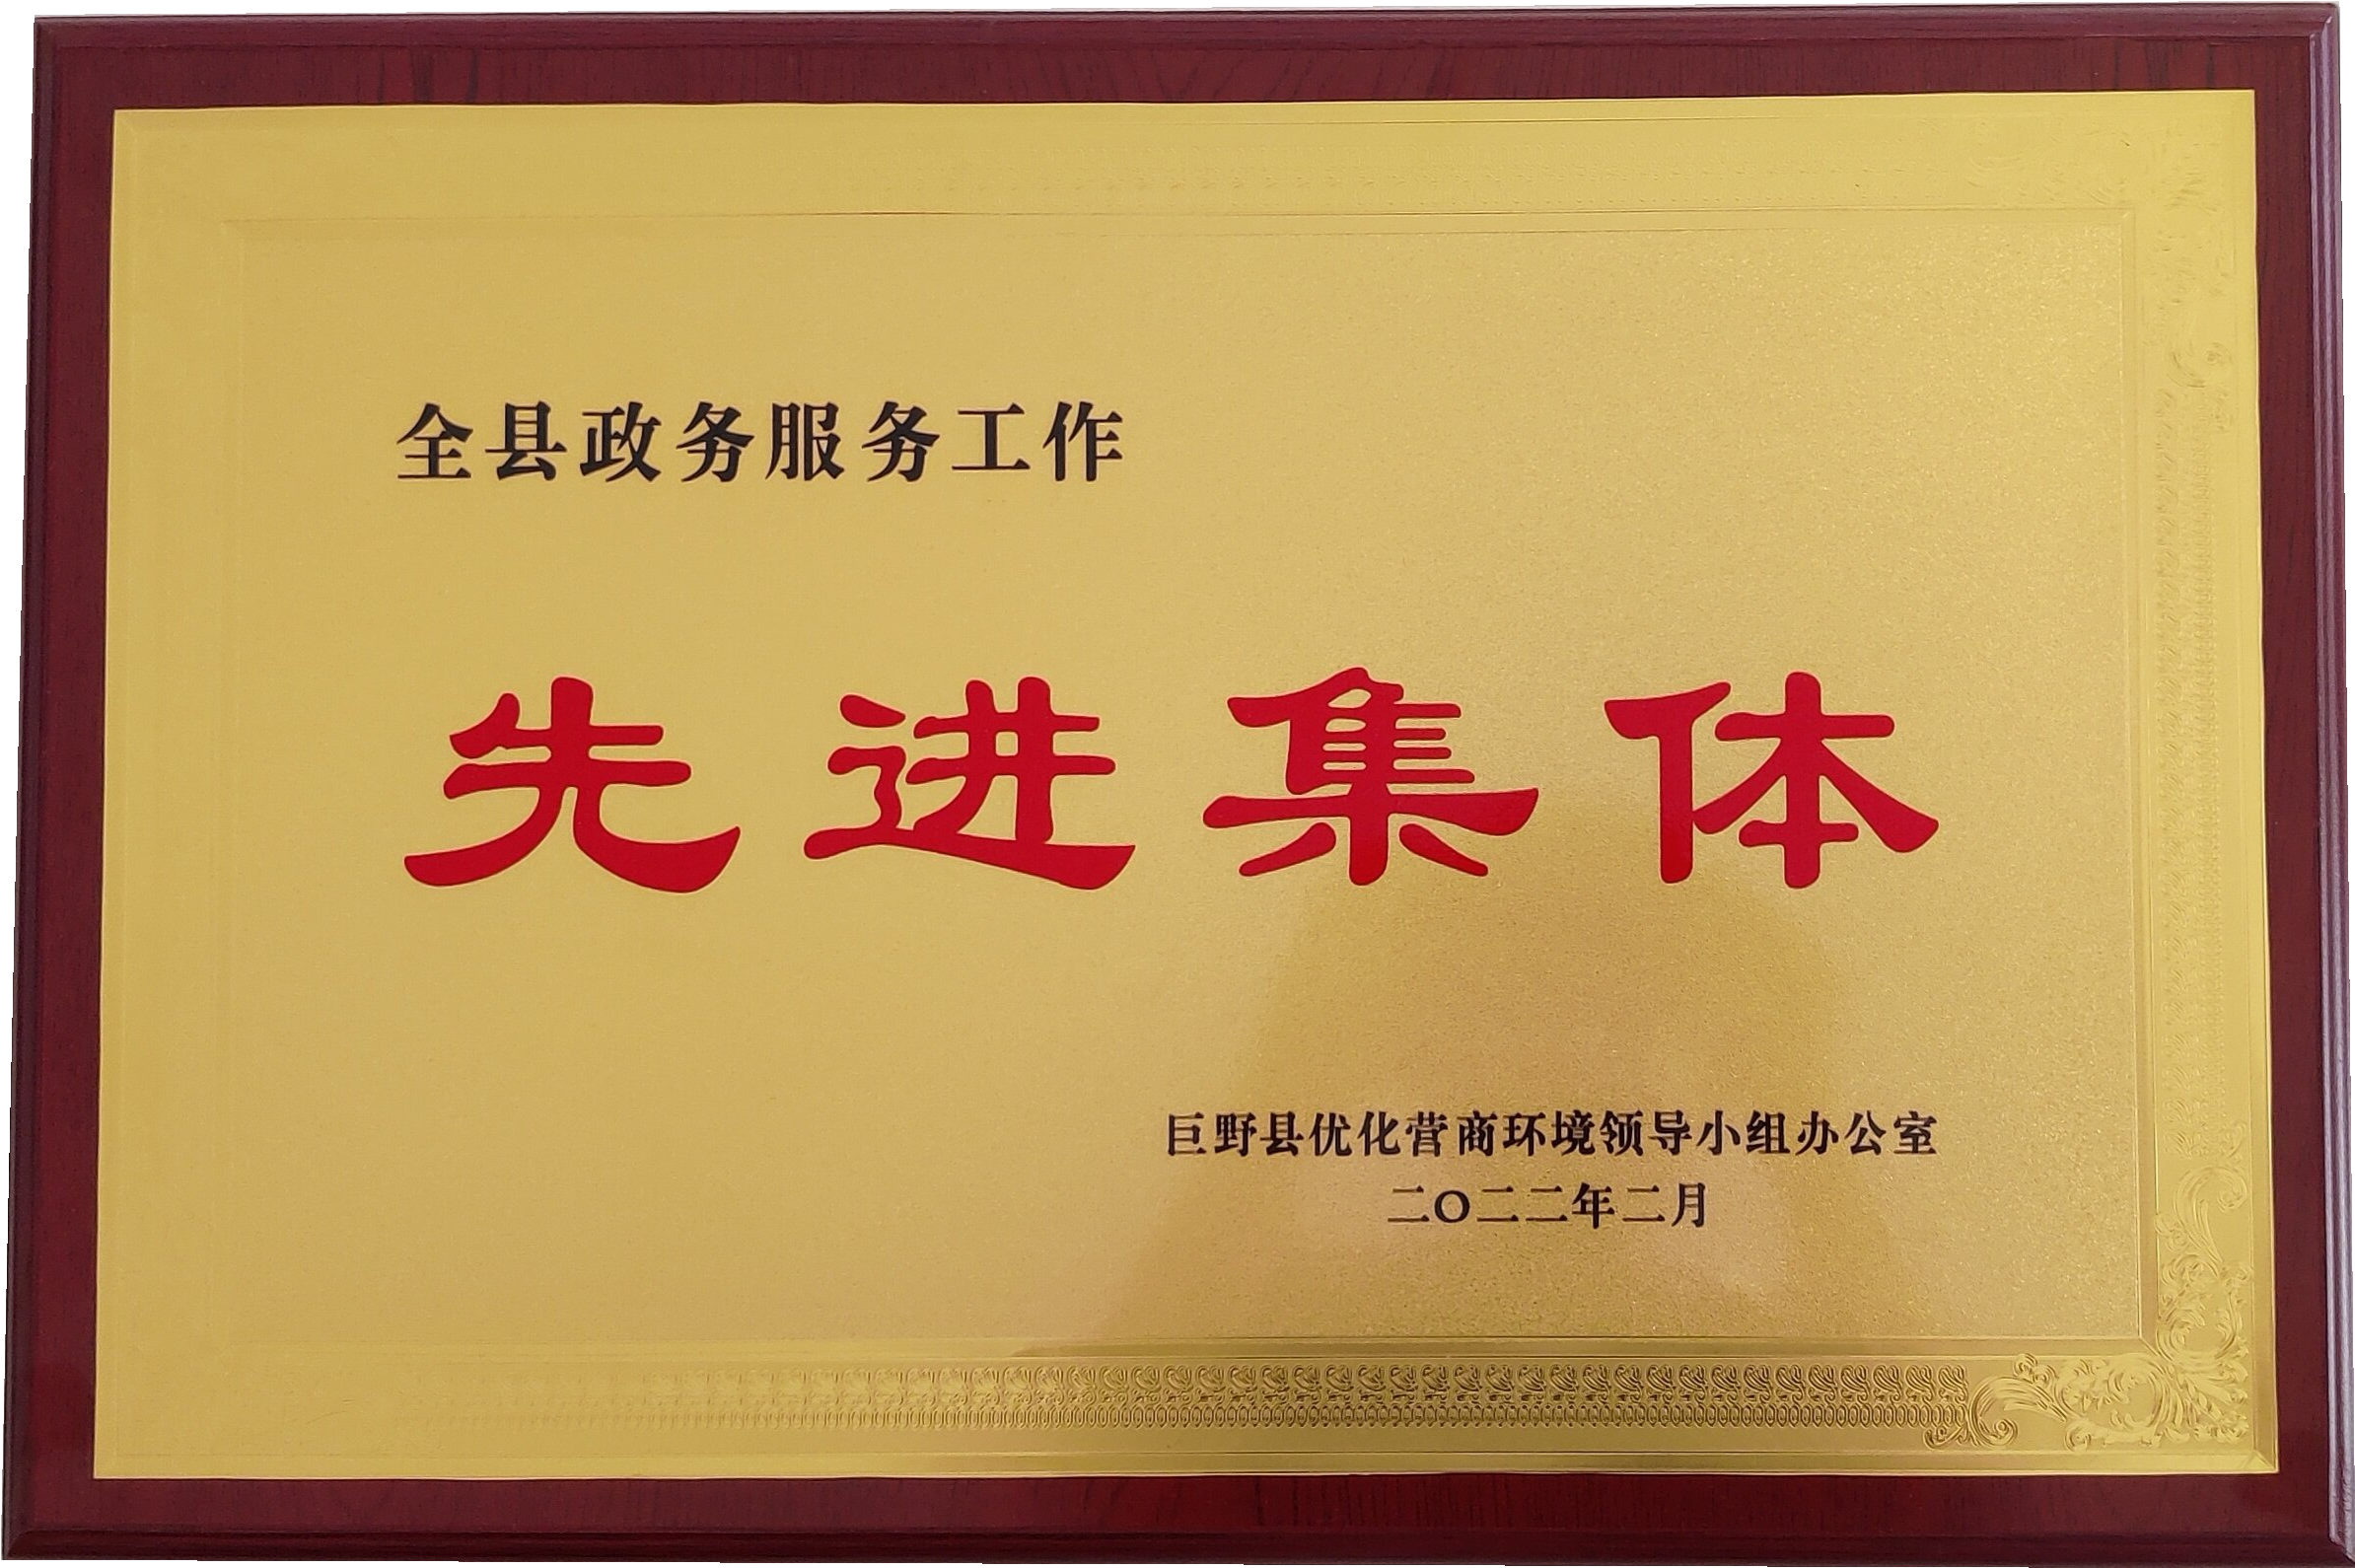 全县政务服务工作
先进集体
巨野县优化营商环境领导小组办公室
二〇二二年二月